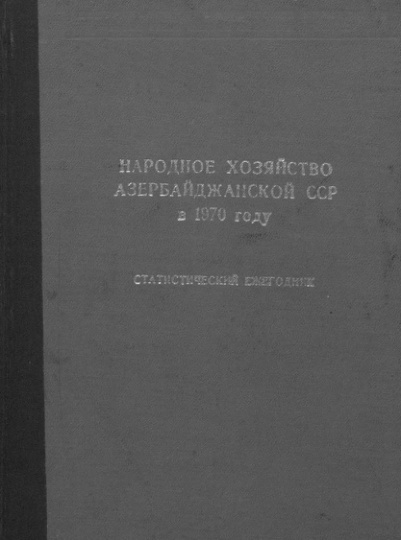 НАРОДНОЕ ХОЗЯЙСТВО
АЗЕРБАЙДЖАНСКОЙ ССР
в 1970 году
СТАТИСТИЧЕСКИЙ ЕЖЕГОДНИК